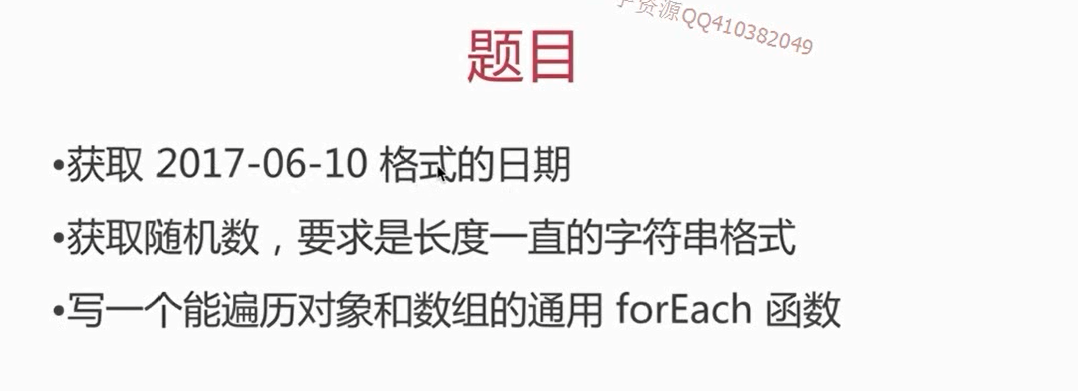 学资源QQ410382049
题目
•获取 2017-06-10 格式的日期
•获取随机数，要求是长度一直的字符串格式
•写一个能遍历对象和数组的通用 forEach 函数